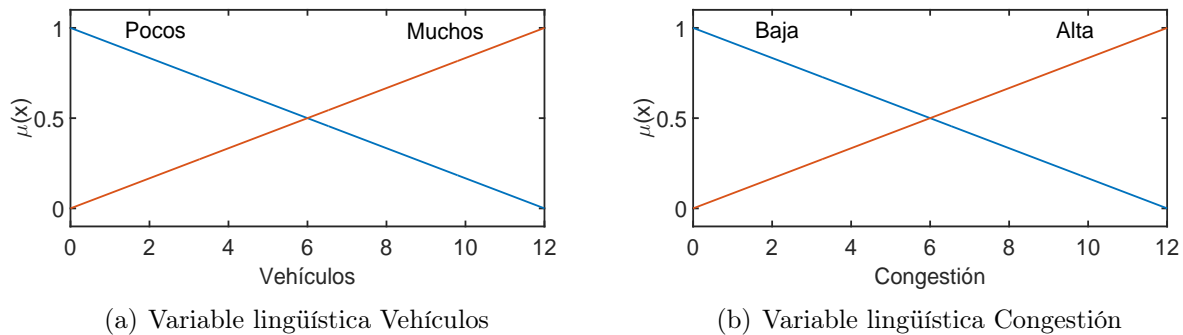 Pocos
Muchos
1
0.5
0
μ(x)
0 2 4 6 8 10 12
Vehículos
(a) Variable lingüística Vehículos
Baja
Alta
1
0.5
0
μ(x)
0 2 4 6 8 10 12
Congestión
(b) Variable lingüística Congestión